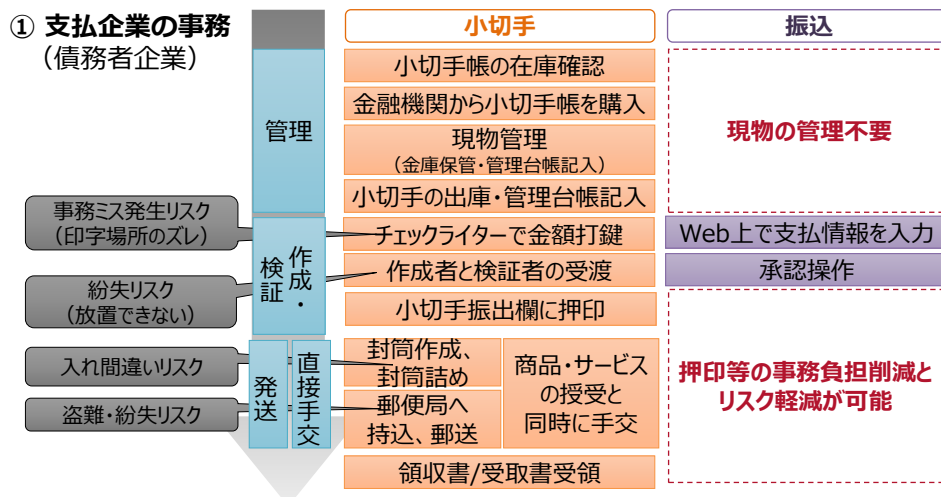 ① 支払企業の事務
（債務者企業）
小切手
振込
管理
小切手帳の在庫確認
金融機関から小切手帳を購入
現物管理
（金庫保管・管理台帳記入）
小切手の出庫・管理台帳記入
現物の管理不要
事務ミス発生リスク
（印字場所のズレ）
紛失リスク
（放置できない）
作成・
検証
チェックライターで金額打鍵
作成者と検証者の受渡
小切手振出欄に押印
Web上で支払情報を入力
承認操作
入れ間違いリスク
盗難・紛失リスク
発送
直接手交
封筒作成、
封筒詰め
郵便局へ
持込、郵送
商品・サービス
の授受と
同時に手交
領収書/受取書受領
押印等の事務負担削減と
リスク軽減が可能